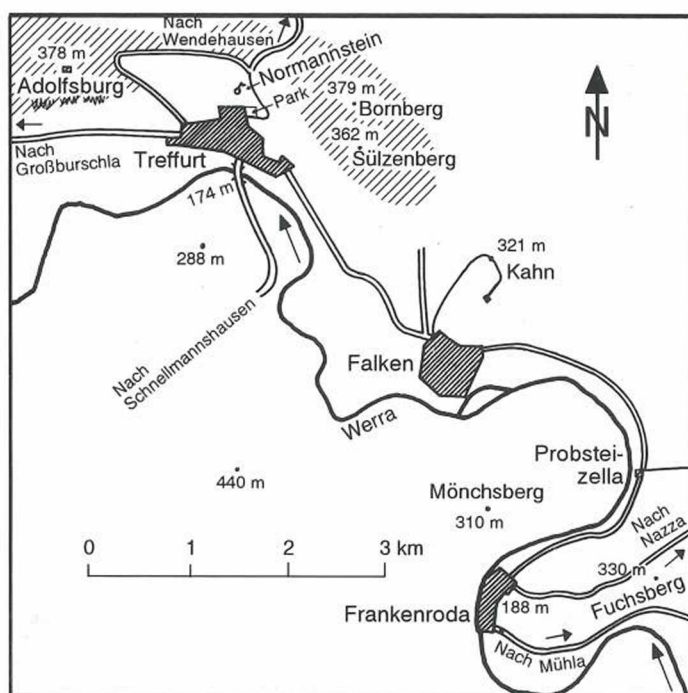 Nach
Wendehausen
378 m
Adolfsburg
Normannstein
Park
379 m
Bornberg
362 m
Sülzenberg
N
Nach
Großburschla
Treffurt
174 m
288 m
321 m
Kahn
Nach
Schnellmannshausen
Falken
Werra
440 m
Mönchsberg
310 m
Probstei-
zella
0 1 2 3 km
Nach
Nazza
330 m
Fuchsberg
Frankenroda
188 m
Nach Mühla